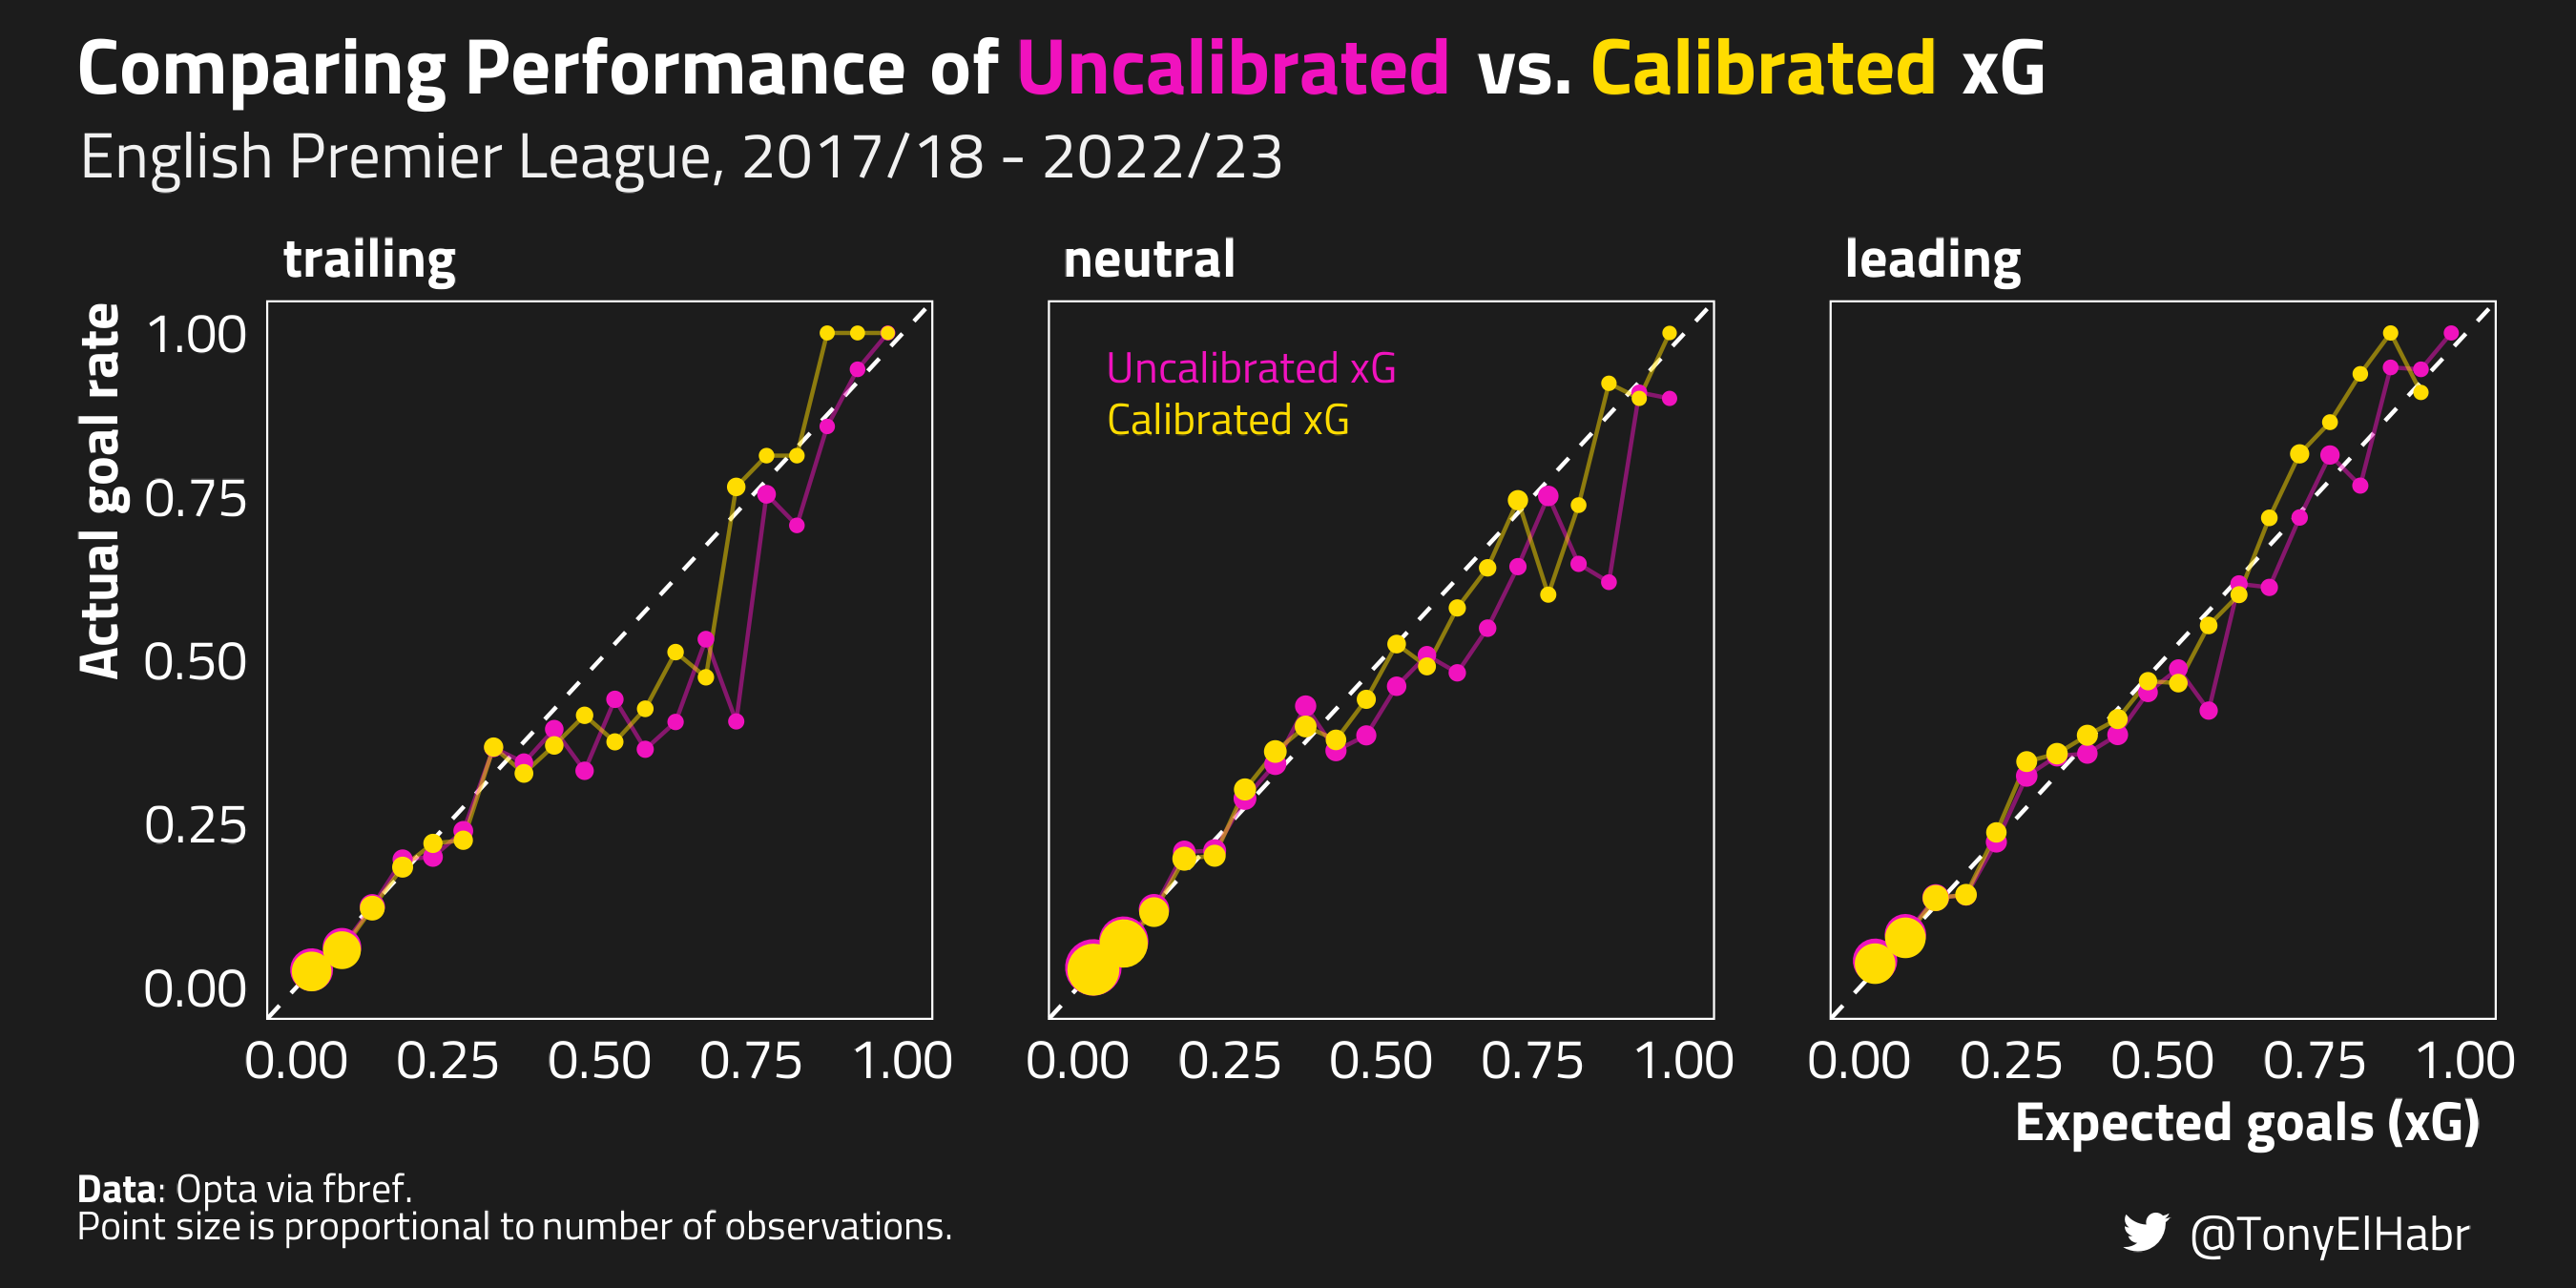 Comparing Performance of Uncalibrated vs. Calibrated xG
English Premier League, 2017/18 - 2022/23
trailing
neutral
leading
Actual goal rate
1.00
0.75
0.50
0.25
0.00
Uncalibrated xG
Calibrated xG
0.00 0.25 0.50 0.75 1.00
0.00 0.25 0.50 0.75 1.00
0.00 0.25 0.50 0.75 1.00
Expected goals (xG)
Data: Opta via fbref.
Point size is proportional to number of observations.
@TonyElHabr